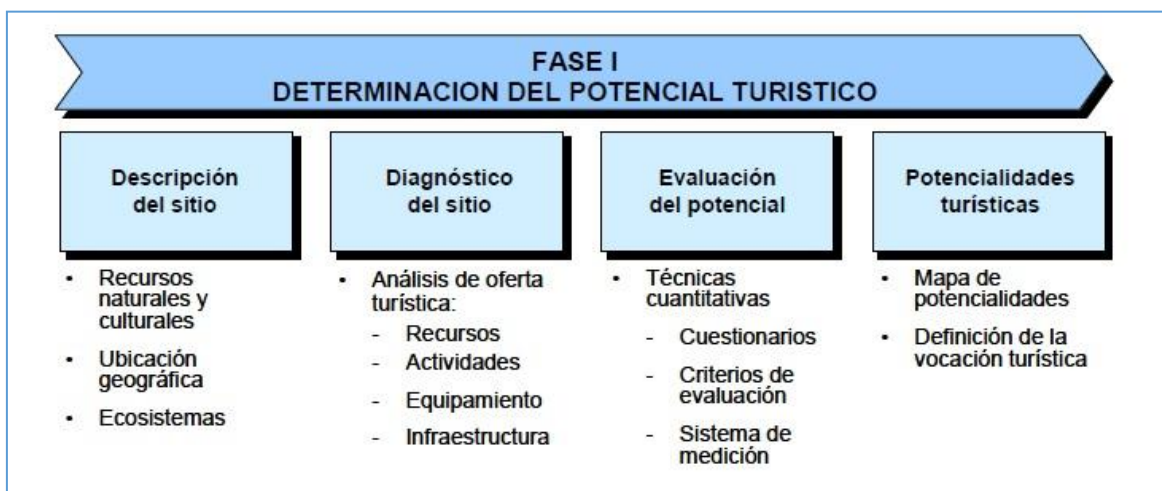 FASE I
DETERMINACION DEL POTENCIAL TURISTICO
Descripción
del sitio
• Recursos
naturales y
culturales
• Ubicación
geográfica
• Ecosistemas
Diagnóstico
del sitio
• Análisis de oferta
turística:
- Recursos
- Actividades
- Equipamiento
- Infraestructura
Evaluación
del potencial
• Técnicas
cuantitativas
- Cuestionarios
- Criterios de
evaluación
- Sistema de
medición
Potencialidades
turísticas
• Mapa de
potencialidades
• Definición de la
vocación turística